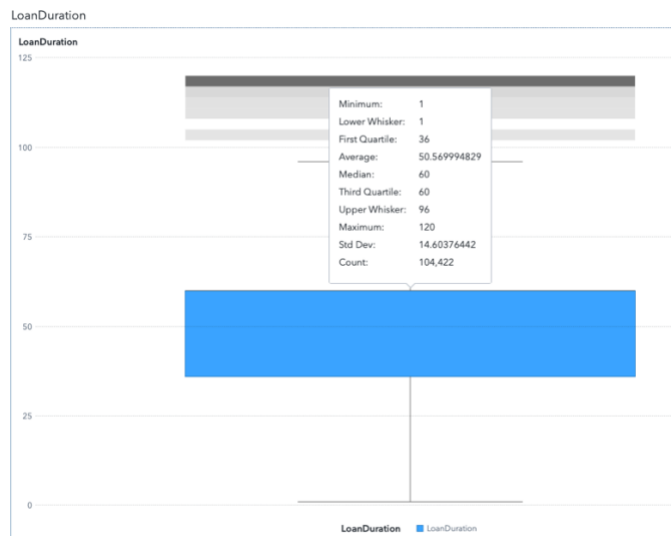 LoanDuration
LoanDuration
125
Minimum: 1
Lower Whisker: 1
First Quartile: 36
100
Average: 50.569994829
Median: 60
Third Quartile: 60
Upper Whisker: 96
Maximum: 120
75
Std Dev: 14.60376442
Count: 104,422
50
25
0
LoanDuration LoanDuration